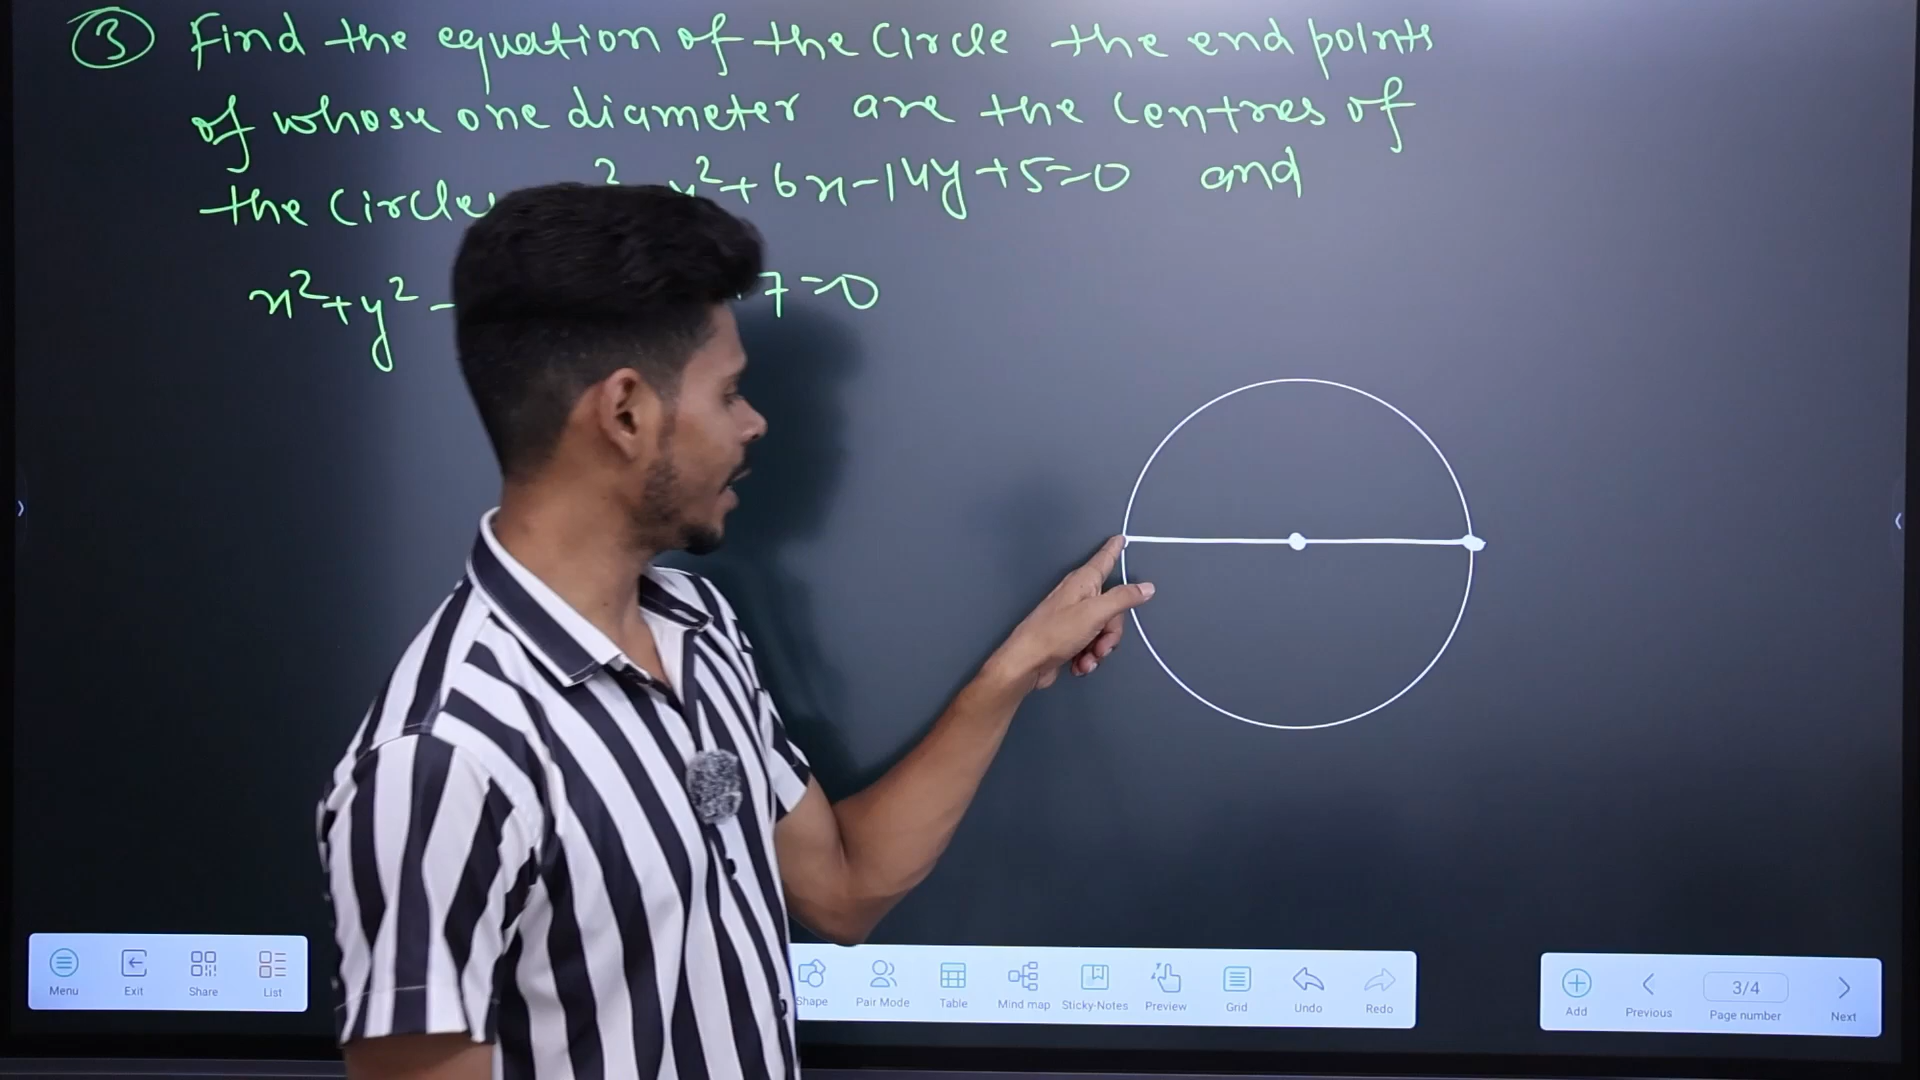 ③ Find the equation of the Circle the end points
of whose one diameter are the Centres of
the Circles ² y²+6x-14y+5=0 and
x²+y²- 7=0
Menu Exit Share List Shape Pair Mode Table Mind map Sticky-Notes Preview Grid Undo Redo Add Previous 3/4 Page number Next